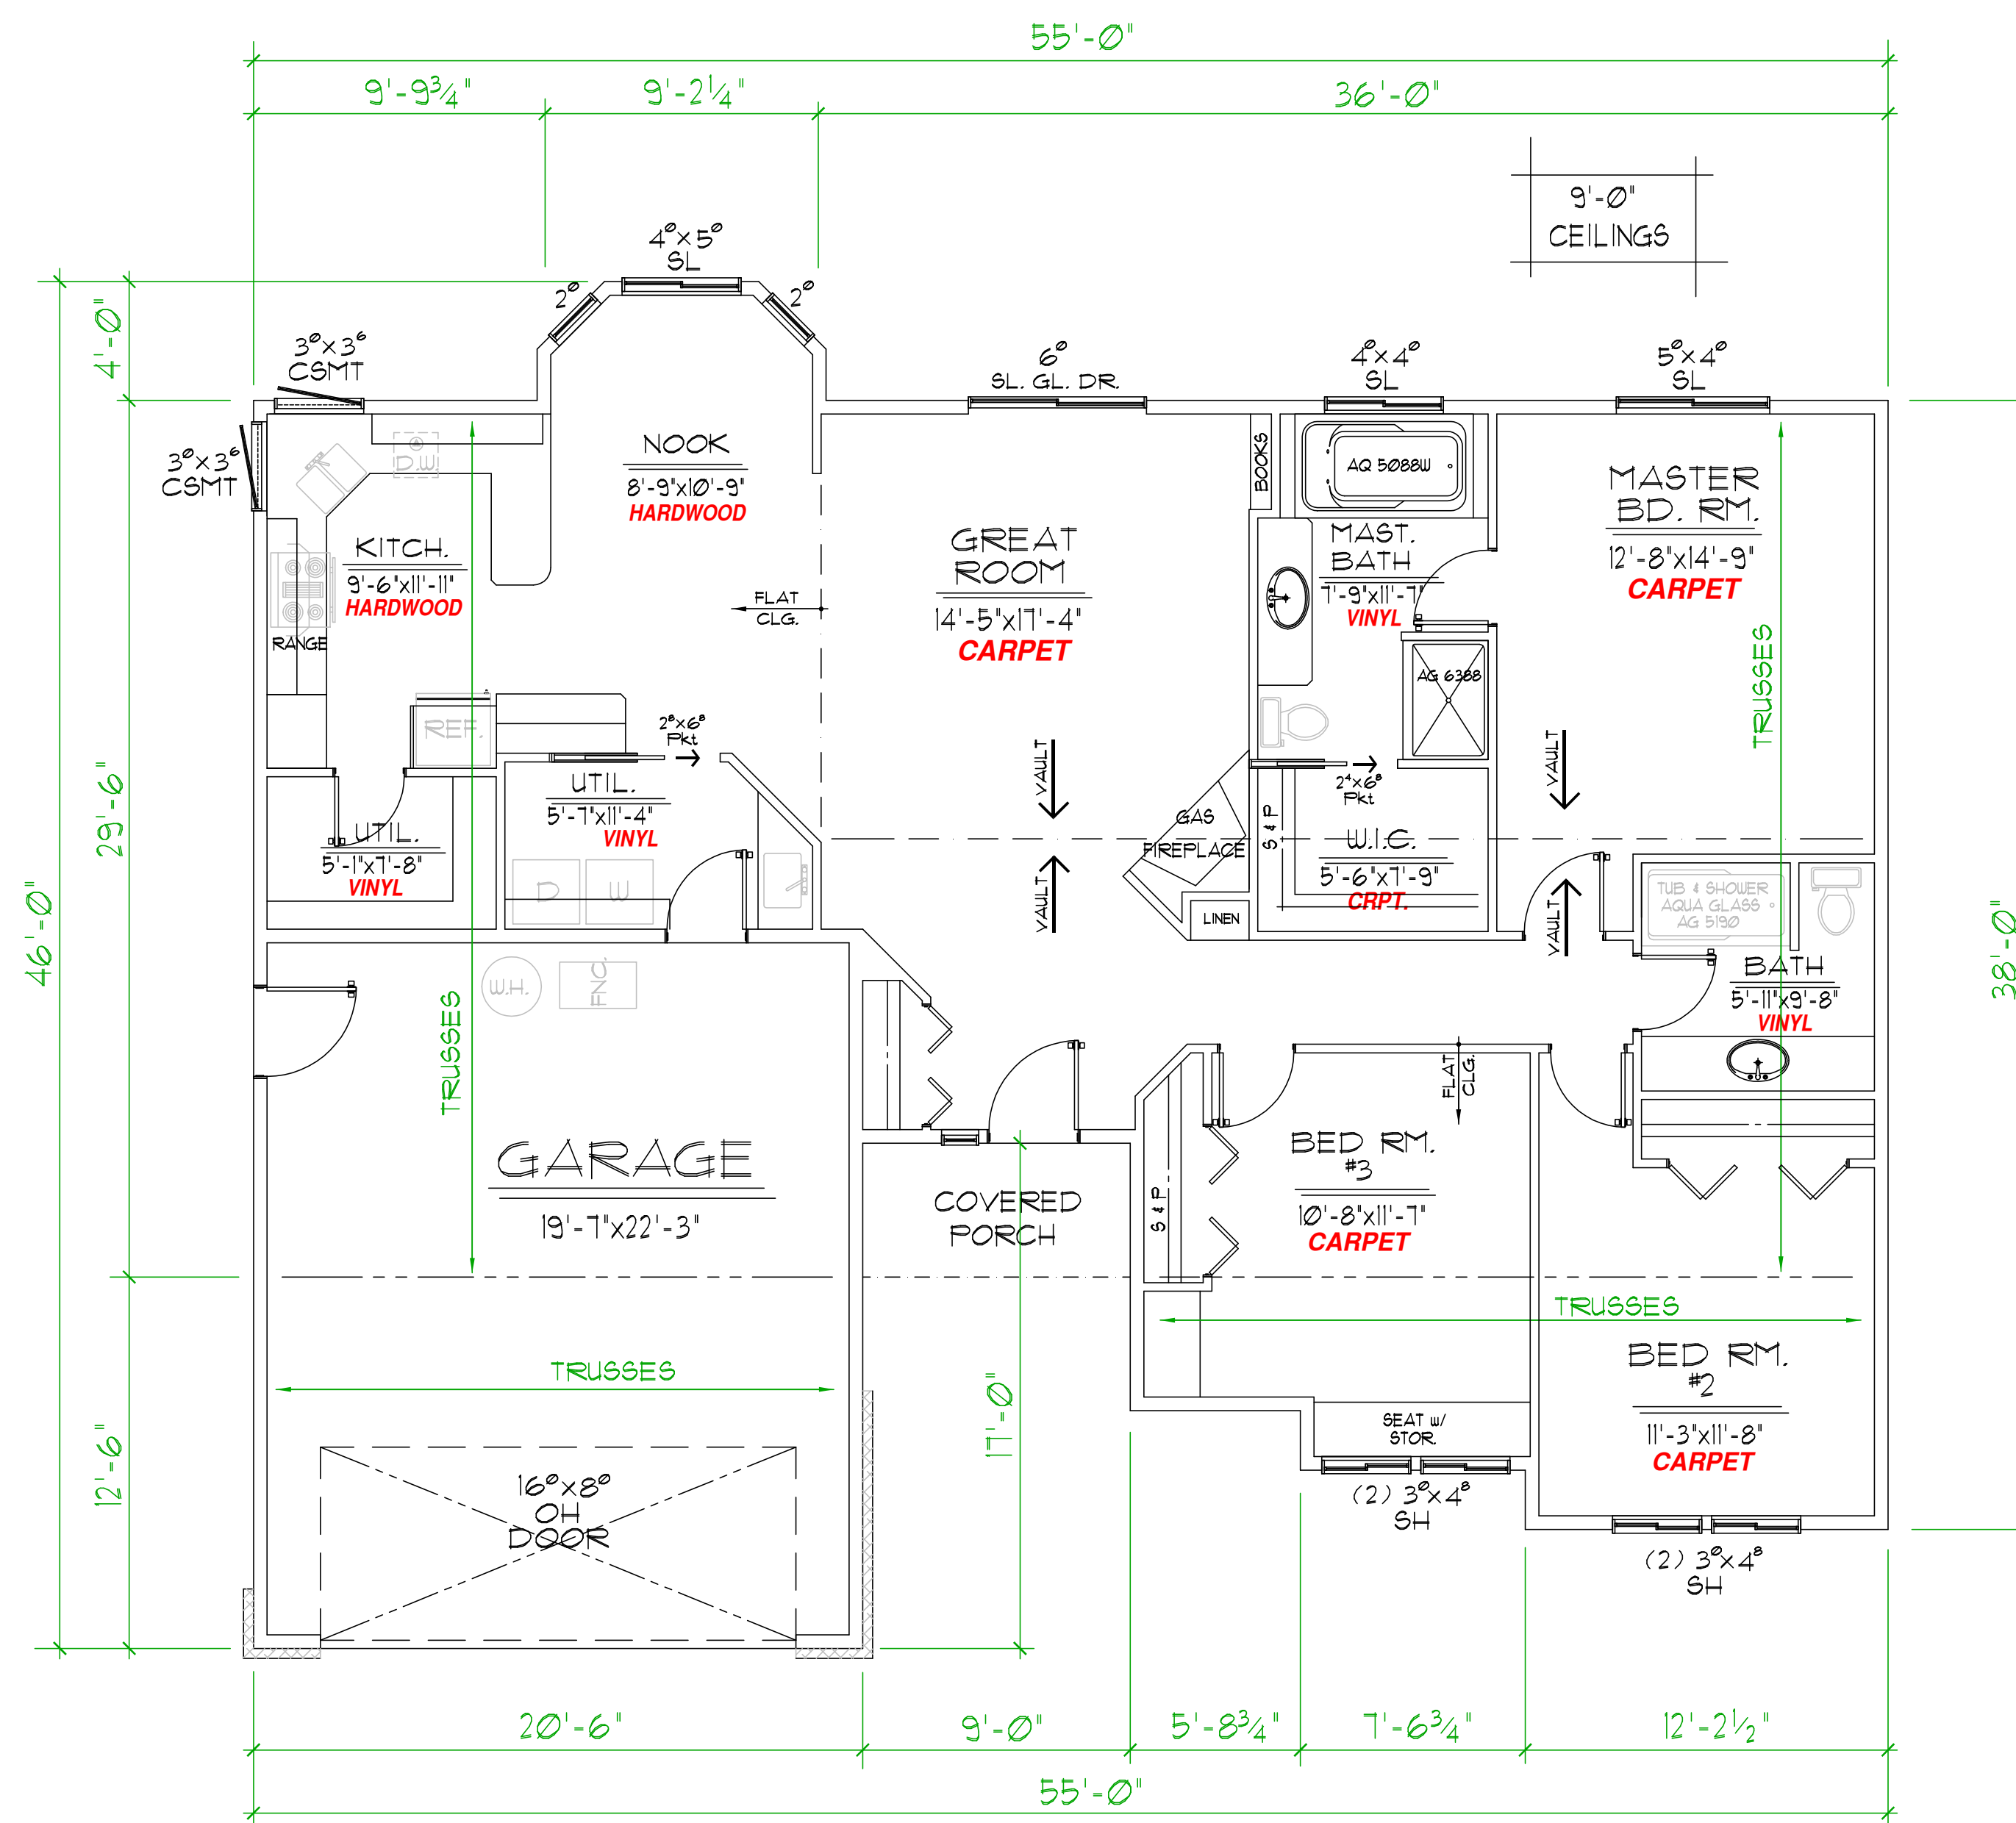 55'-0"
9'-9¾"
9'-2¼"
36'-0"
9'-0"
CEILINGS
4⁰x5⁰
SL
2⁰
2⁰
4'-0"
3⁰x3⁶
CSMT
6⁰
SL. GL. DR.
4⁰x4⁰
SL
5⁰x4⁰
SL
3⁰x3⁶
CSMT
D.W.
NOOK
8'-9"x10'-9"
HARDWOOD
BOOKS
AQ 5088W
MASTER
BD. RM.
12'-8"x14'-9"
CARPET
KITCH.
9'-6"x11'-11"
HARDWOOD
GREAT
ROOM
14'-5"x17'-4"
CARPET
MAST.
BATH
7'-9"x11'-7"
VINYL
FLAT
CLG.
RANGE
AG 6388
TRUSSES
REF.
2⁸x6⁸
Pkt
VAULT
2⁴x6⁸
Pkt
VAULT
29'-6"
UTIL.
5'-7"x11'-4"
VINYL
UTIL.
5'-1"x7'-8"
VINYL
GAS
FIREPLACE
S & P
W.I.C.
5'-6"x7'-9"
CRPT.
D
W
VAULT
LINEN
VAULT
TUB & SHOWER
AQUA GLASS
AG 5190
46'-0"
38'-0"
W.H.
FNC.
BATH
5'-11"x9'-8"
VINYL
TRUSSES
FLAT
CLG.
GARAGE
19'-7"x22'-3"
COVERED
PORCH
S & P
BED RM.
#3
10'-8"x11'-7"
CARPET
TRUSSES
TRUSSES
BED RM.
#2
11'-3"x11'-8"
CARPET
17'-0"
12'-6"
SEAT w/
STOR.
16⁰x8⁰
OH
DOOR
(2) 3⁰x4⁸
SH
(2) 3⁰x4⁸
SH
20'-6"
9'-0"
5'-8¾"
7'-6¾"
12'-2½"
55'-0"